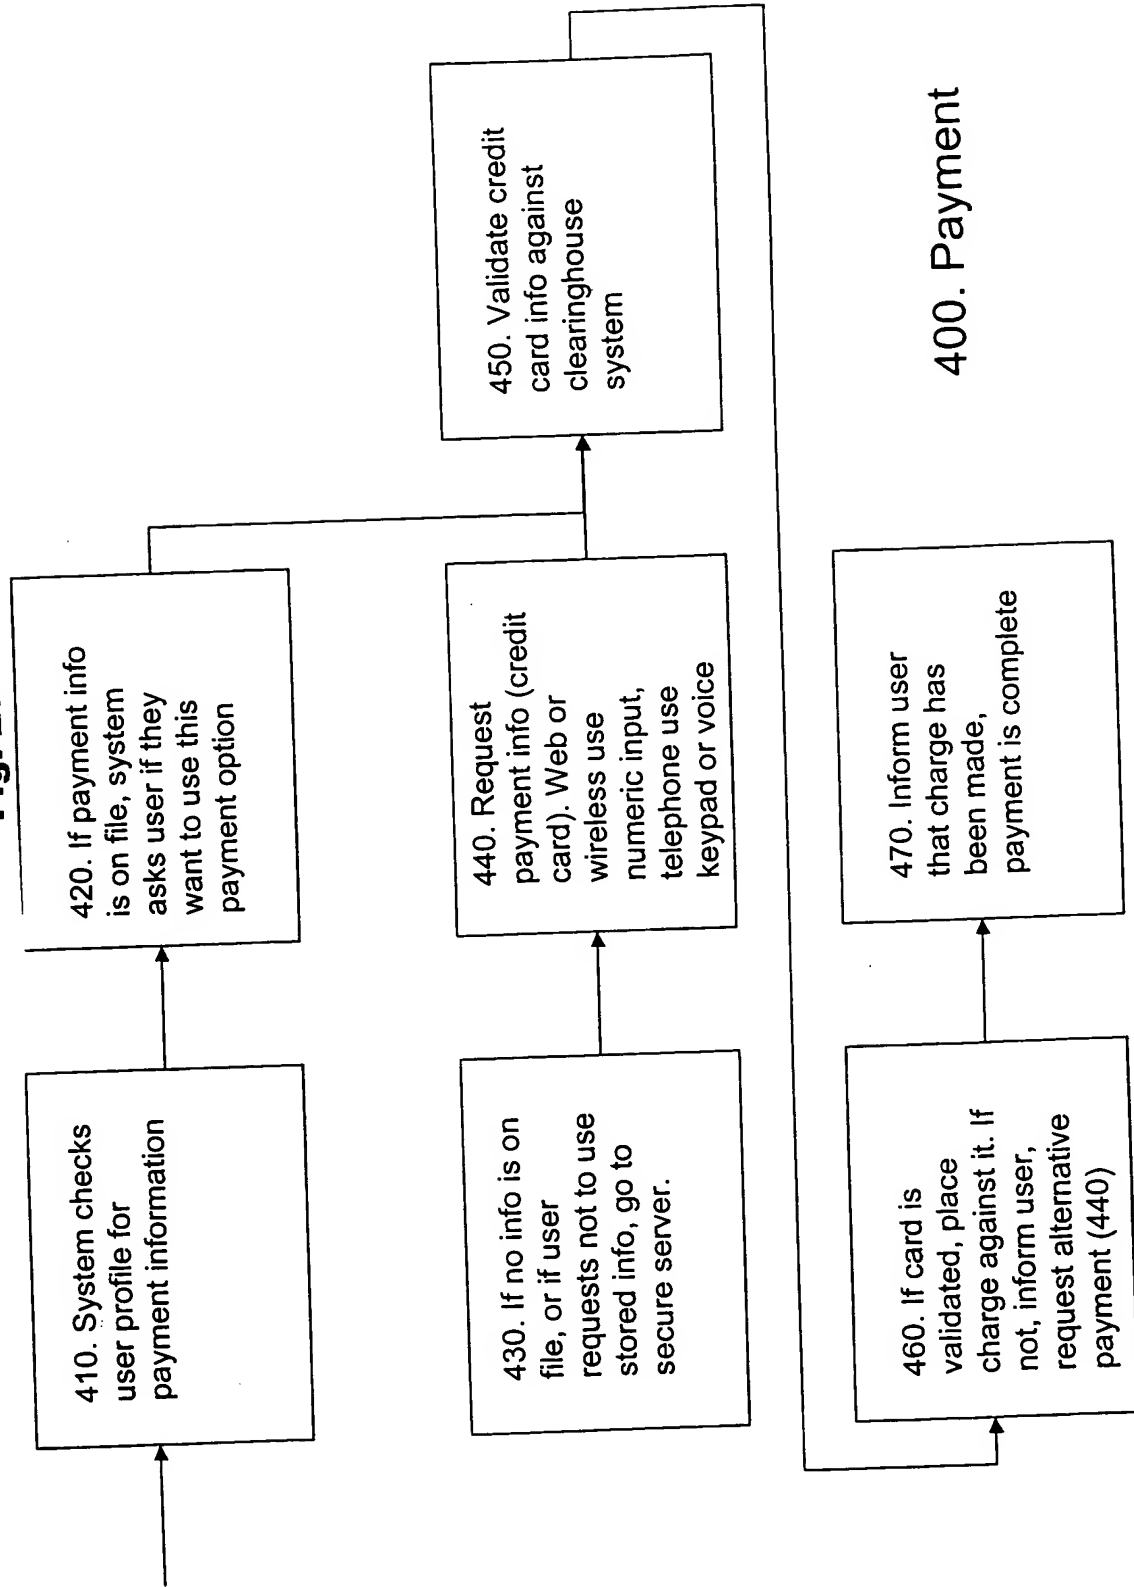 410. System checks
user profile for
payment information
420. If payment info
is on file, system
asks user if they
want to use this
payment option
430. If no info is on
file, or if user
requests not to use
stored info, go to
secure server.
440. Request
payment info (credit
card). Web or
wireless use
numeric input,
telephone use
keypad or voice
450. Validate credit
card info against
clearinghouse
system
460. If card is
validated, place
charge against it. If
not, inform user,
request alternative
payment (440)
470. Inform user
that charge has
been made,
payment is complete
400. Payment